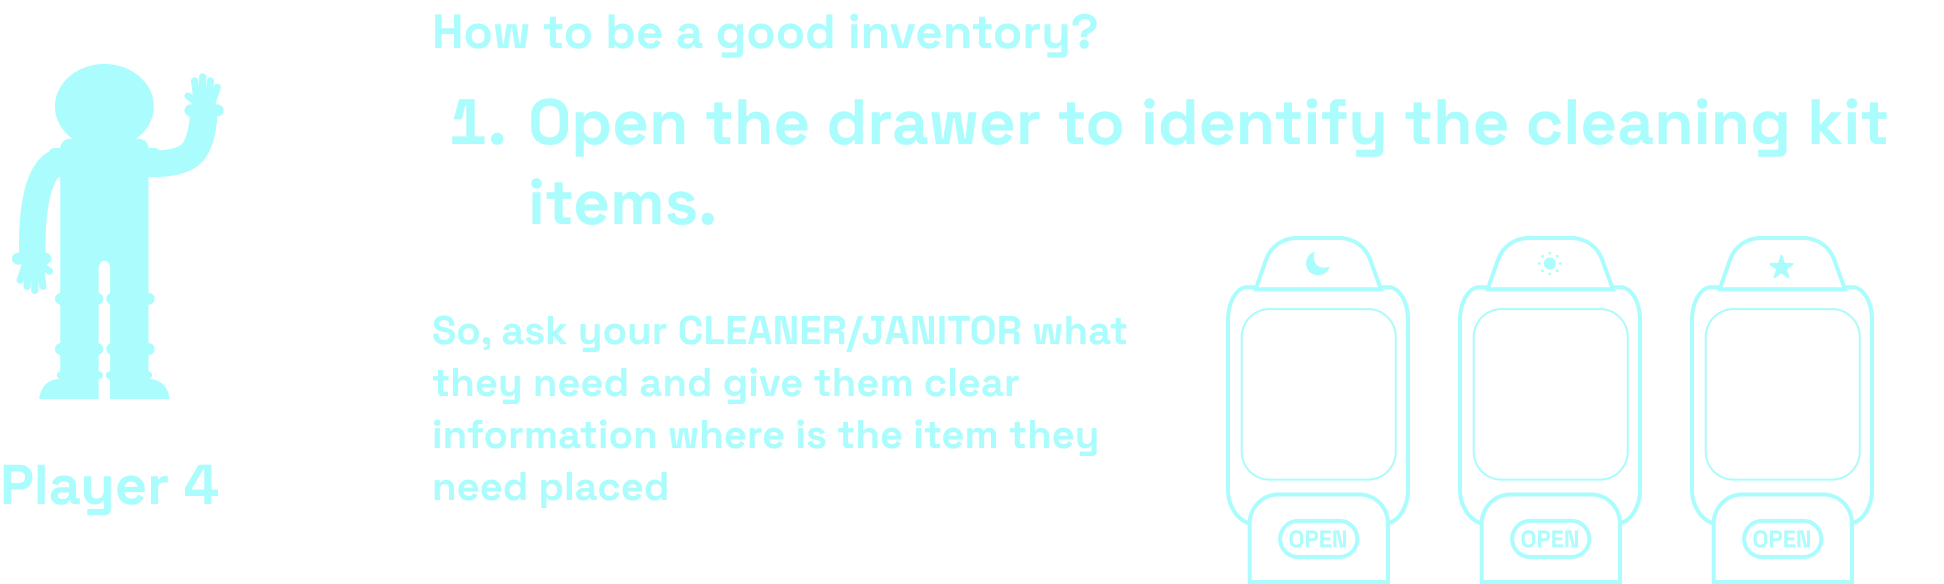 How to be a good inventory?
1. Open the drawer to identify the cleaning kit
items.
So, ask your CLEANER/JANITOR what
they need and give them clear
information where is the item they
need placed
Player 4
OPEN
OPEN
OPEN